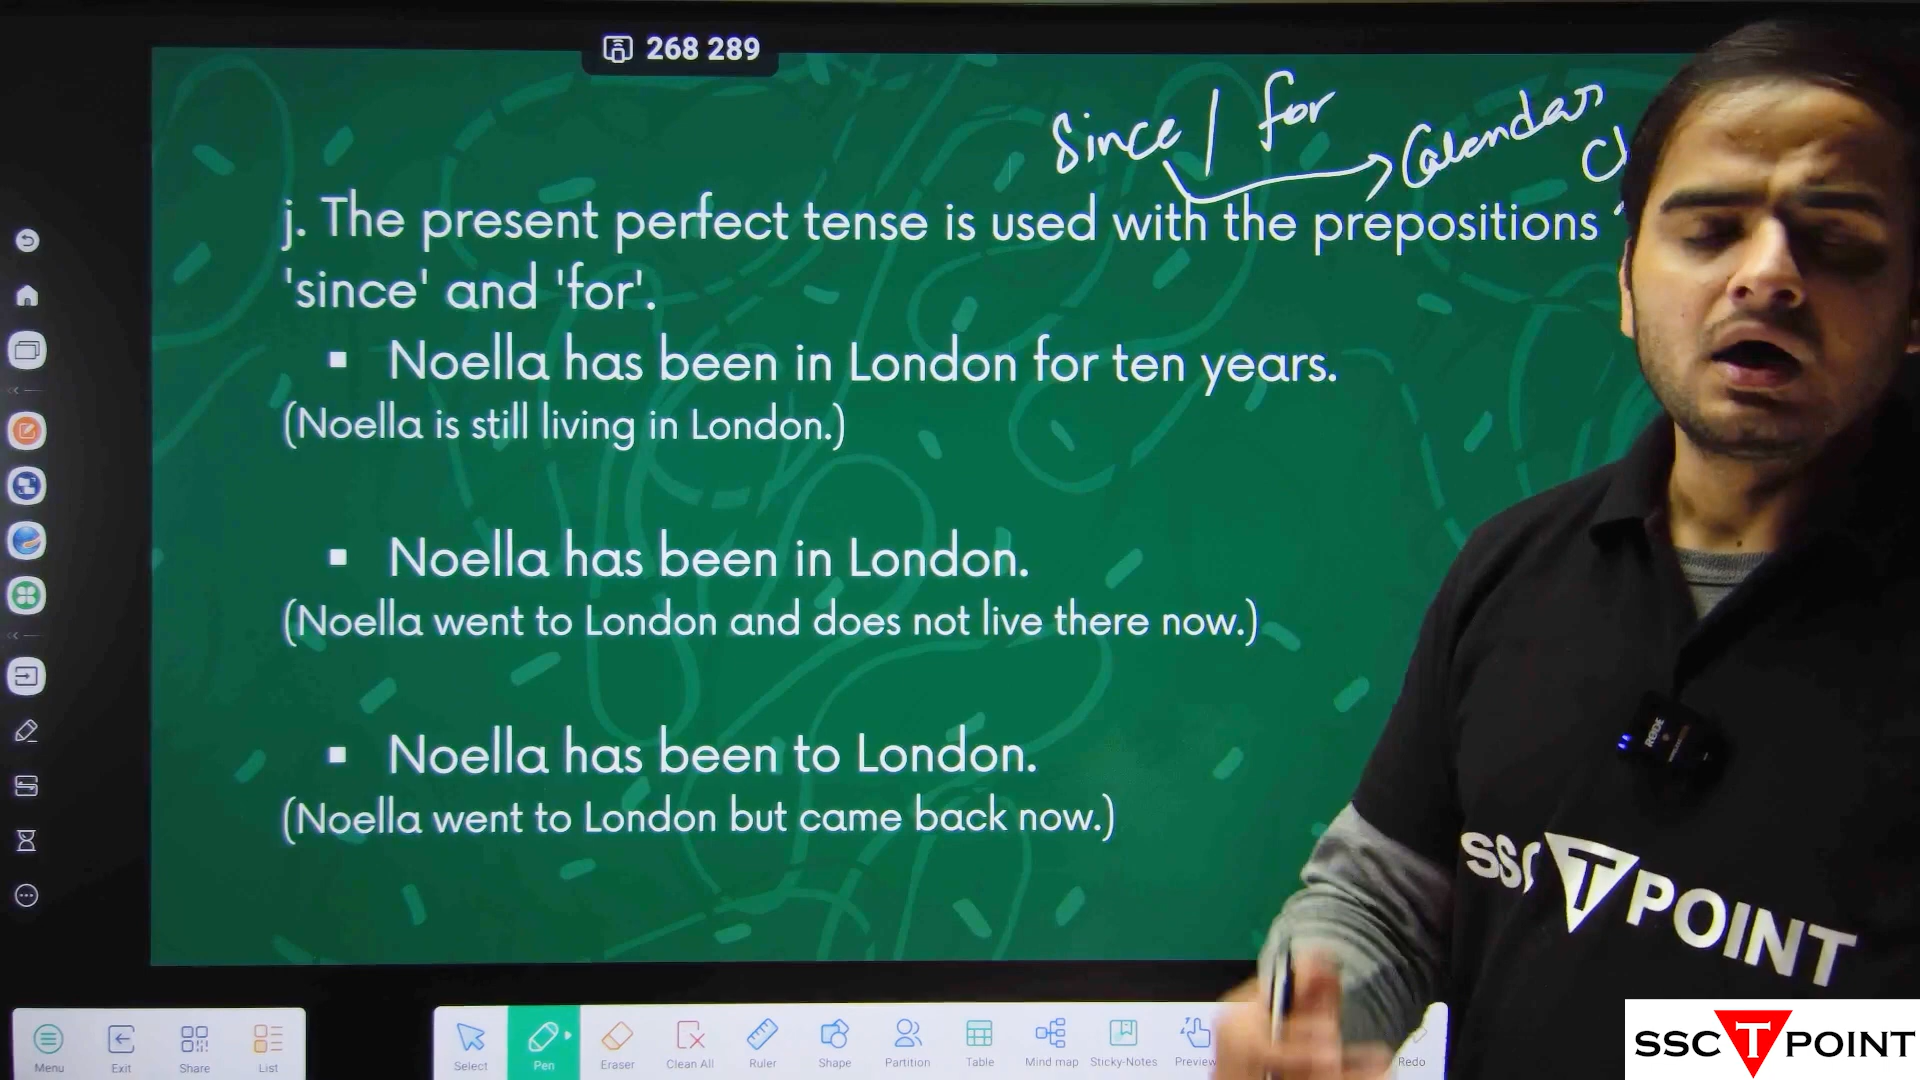 268 289
Since / for
Calendar
j. The present perfect tense is used with the prepositions
'since' and 'for'.
▪ Noella has been in London for ten years.
(Noella is still living in London.)
▪ Noella has been in London.
(Noella went to London and does not live there now.)
▪ Noella has been to London.
(Noella went to London but came back now.)
RODE
SSC T POINT
Menu Exit Share List Select Pen Eraser Clean All Ruler Shape Partition Table Mind map Sticky-Notes Preview Redo
SSC T POINT